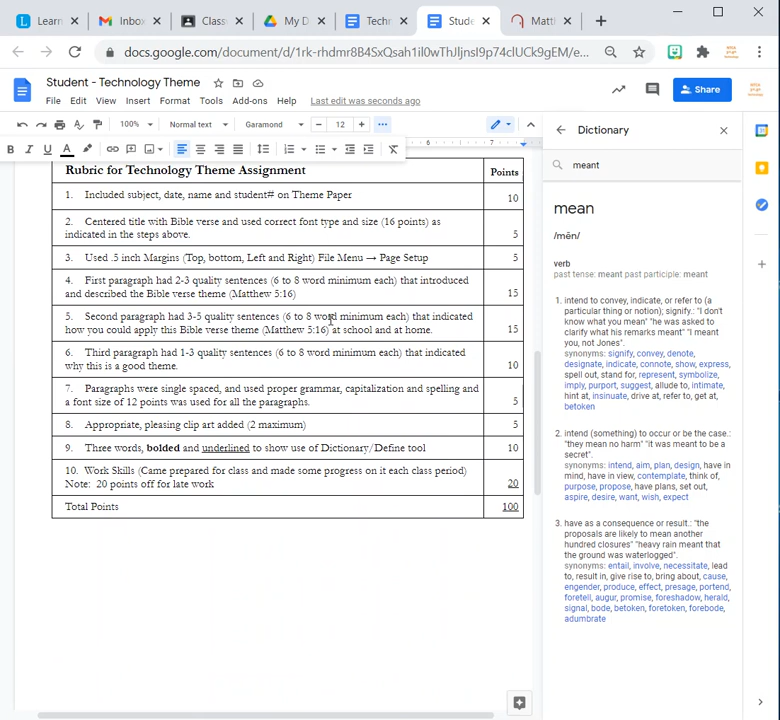 Learn
Inbox
Class
My D
Techn
Stude
Matth
docs.google.com/document/d/1rk-rhdmr8B4SxQsah1il0wThJljnsI9p74clUCk9gEM/e...
Student - Technology Theme
Share
File Edit View Insert Format Tools Add-ons Help Last edit was seconds ago
100% Normal text Garamond 12
B I U A
6 7
Rubric for Technology Theme Assignment Points
1. Included subject, date, name and student# on Theme Paper 10
2. Centered title with Bible verse and used correct font type and size (16 points) as
indicated in the steps above. 5
3. Used .5 inch Margins (Top, bottom, Left and Right) File Menu → Page Setup 5
4. First paragraph had 2-3 quality sentences (6 to 8 word minimum each) that introduced
and described the Bible verse theme (Matthew 5:16) 15
5. Second paragraph had 3-5 quality sentences (6 to 8 word minimum each) that indicated
how you could apply this Bible verse theme (Matthew 5:16) at school and at home. 15
6. Third paragraph had 1-3 quality sentences (6 to 8 word minimum each) that indicated
why this is a good theme. 10
7. Paragraphs were single spaced, and used proper grammar, capitalization and spelling and
a font size of 12 points was used for all the paragraphs. 5
8. Appropriate, pleasing clip art added (2 maximum) 5
9. Three words, bolded and underlined to show use of Dictionary/Define tool 10
10. Work Skills (Came prepared for class and made some progress on it each class period)
Note: 20 points off for late work 20
Total Points 100
Dictionary
meant
mean
/mēn/
verb
past tense: meant past participle: meant
1. intend to convey, indicate, or refer to (a
particular thing or notion); signify.: "I don't
know what you mean" "he was asked to
clarify what his remarks meant" "I meant
you, not Jones".
synonyms: signify, convey, denote,
designate, indicate, connote, show, express,
spell out, stand for, represent, symbolize,
imply, purport, suggest, allude to, intimate,
hint at, insinuate, drive at, refer to, get at,
betoken
2. intend (something) to occur or be the case.:
"they mean no harm" "it was meant to be a
secret".
synonyms: intend, aim, plan, design, have in
mind, have in view, contemplate, think of,
purpose, propose, have plans, set out,
aspire, desire, want, wish, expect
3. have as a consequence or result.: "the
proposals are likely to mean another
hundred closures" "heavy rain meant that
the ground was waterlogged".
synonyms: entail, involve, necessitate, lead
to, result in, give rise to, bring about, cause,
engender, produce, effect, presage, portend,
foretell, augur, promise, foreshadow, herald,
signal, bode, betoken, foretoken, forebode,
adumbrate